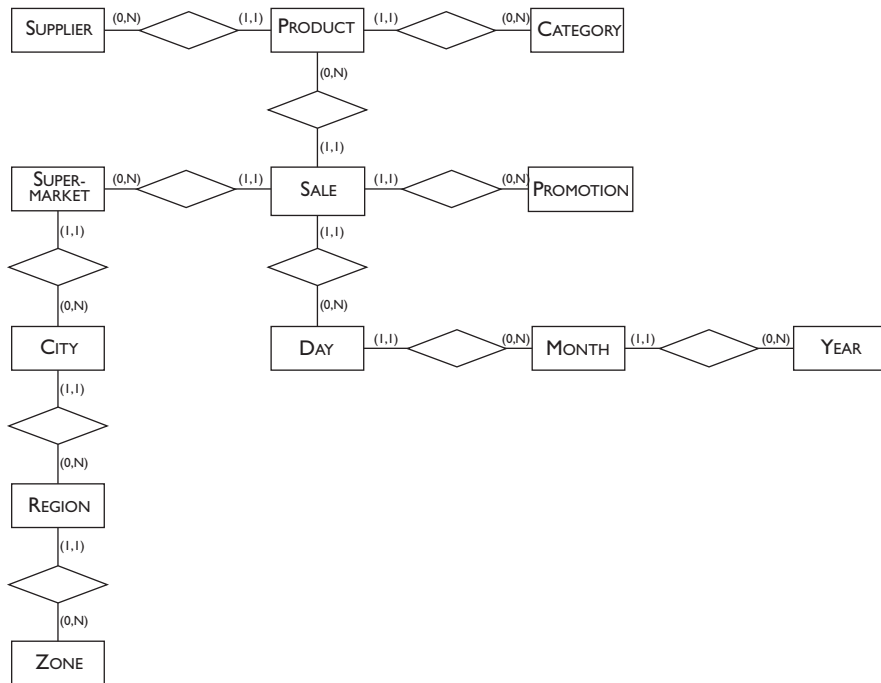 SUPPLIER (0,N) (1,1) PRODUCT (1,1) (0,N) CATEGORY
(0,N)
(1,1)
SUPER-
MARKET (0,N) (1,1) SALE (1,1) (0,N) PROMOTION
(1,1) (1,1)
(0,N) (0,N)
CITY DAY (1,1) (0,N) MONTH (1,1) (0,N) YEAR
(1,1)
(0,N)
REGION
(1,1)
(0,N)
ZONE